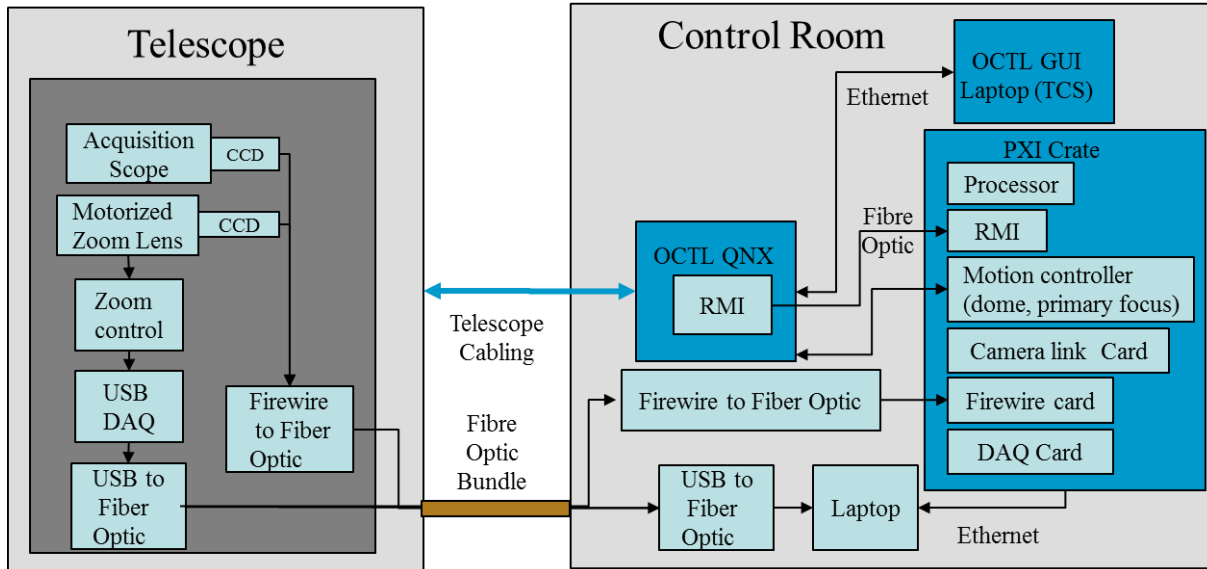 Telescope
Acquisition
Scope
CCD
Motorized
Zoom Lens
CCD
Zoom
control
USB
DAQ
USB to
Fiber
Optic
Firewire
to Fiber
Optic
Telescope
Cabling
Fibre
Optic
Bundle
Control Room
OCTL GUI
Laptop (TCS)
Ethernet
Fibre
Optic
OCTL QNX
RMI
PXI Crate
Processor
RMI
Motion controller
(dome, primary focus)
Camera link Card
Firewire card
DAQ Card
Firewire to Fiber Optic
USB to
Fiber
Optic
Laptop
Ethernet